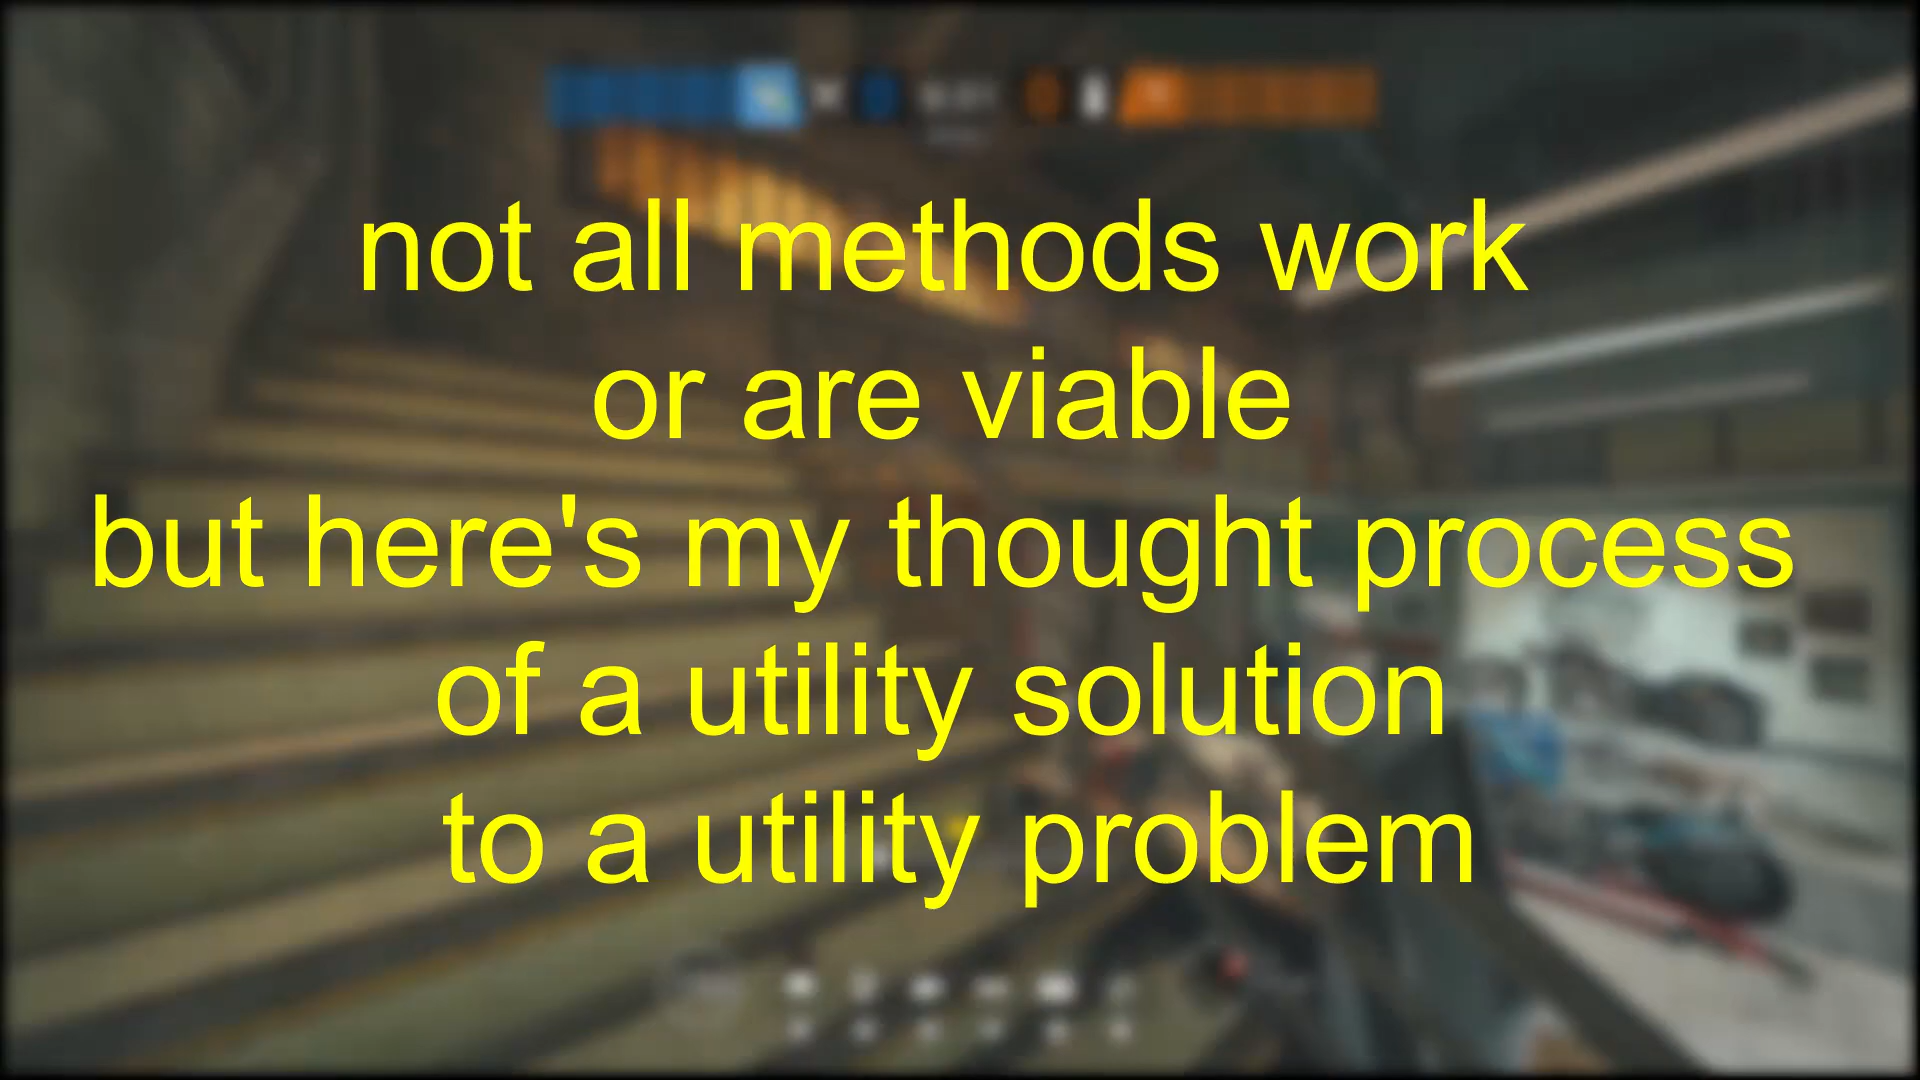 not all methods work
or are viable
but here's my thought process
of a utility solution
to a utility problem